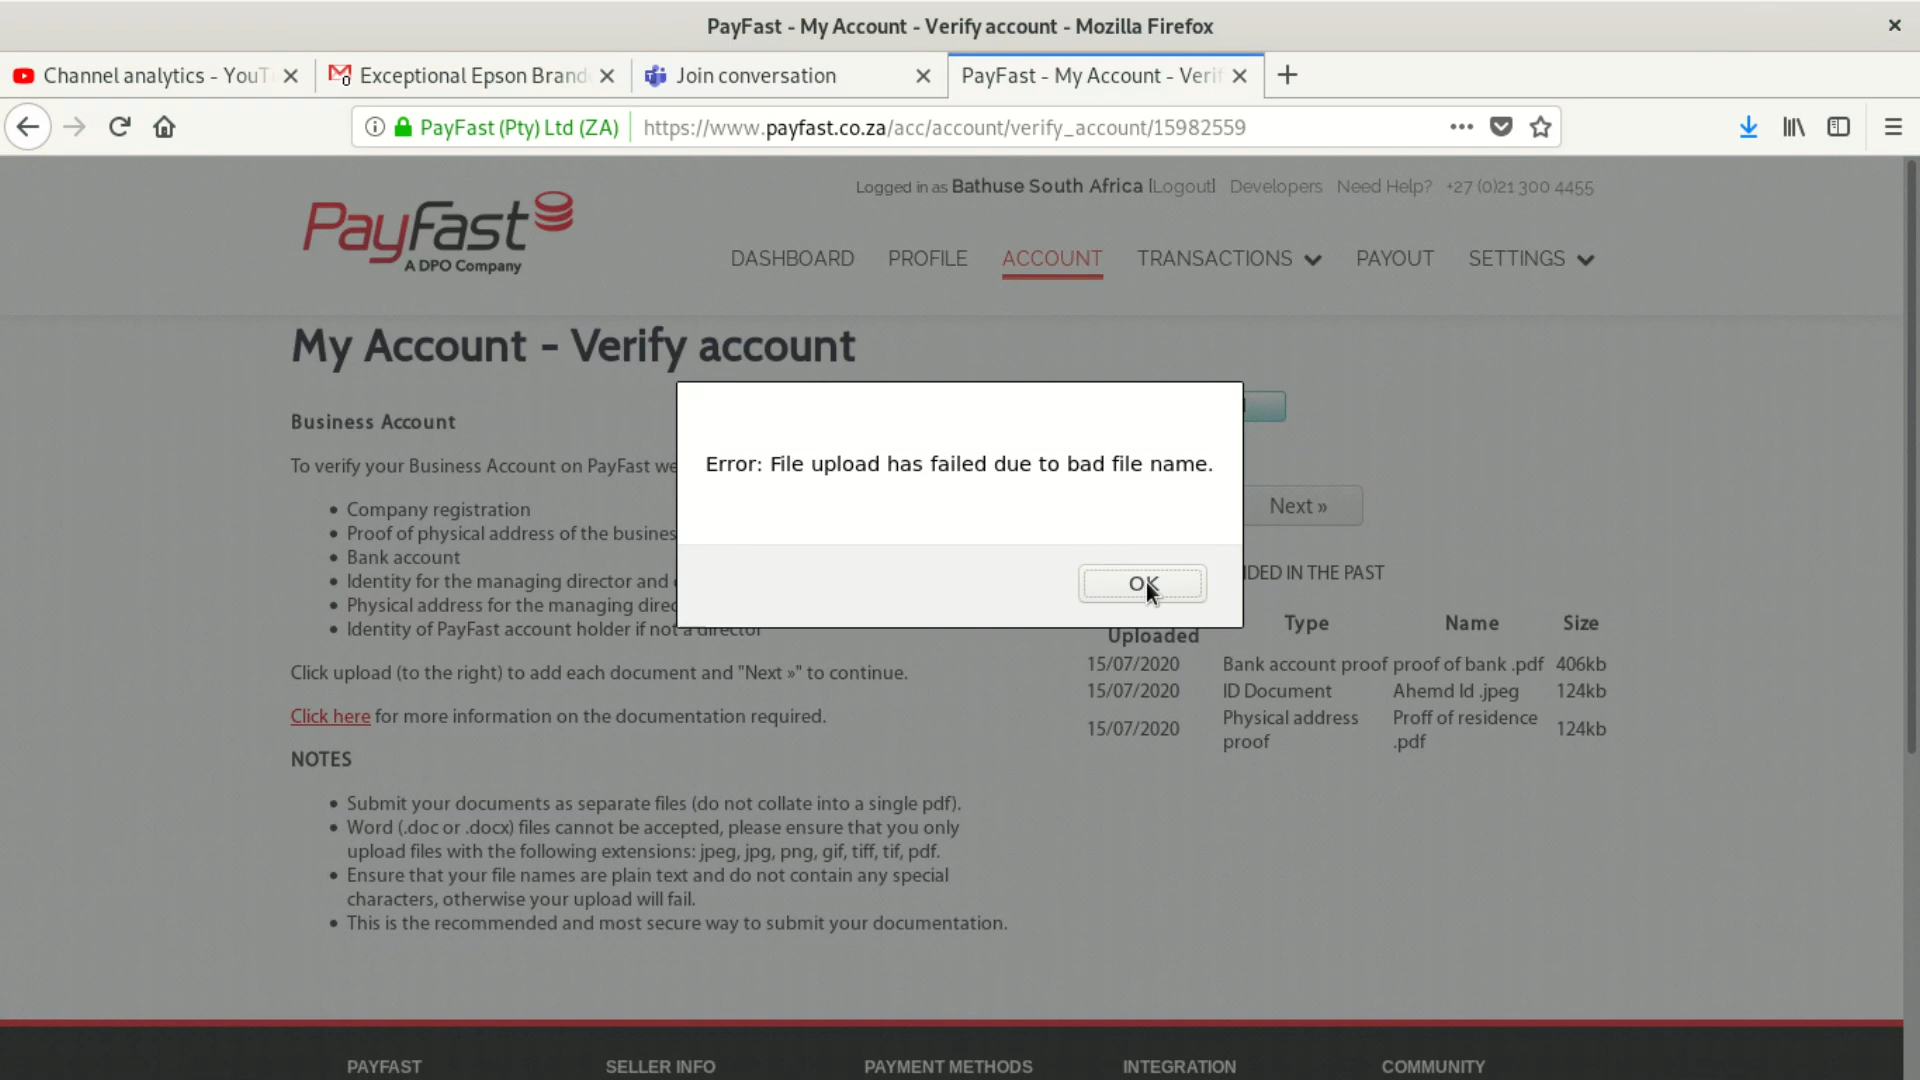 PayFast - My Account - Verify account - Mozilla Firefox
Channel analytics - YouT
Exceptional Epson Brand
Join conversation
PayFast - My Account - Verif
PayFast (Pty) Ltd (ZA)
https://www.payfast.co.za/acc/account/verify_account/15982559
Logged in as Bathuse South Africa [Logout] Developers Need Help? +27 (0)21 300 4455
PayFast
A DPO Company
DASHBOARD PROFILE ACCOUNT TRANSACTIONS PAYOUT SETTINGS
My Account - Verify account
Business Account
To verify your Business Account on PayFast we
Company registration
Proof of physical address of the busines
Bank account
Identity for the managing director and
Physical address for the managing direc
Identity of PayFast account holder if not a director
Click upload (to the right) to add each document and "Next »" to continue.
Click here for more information on the documentation required.
NOTES
Submit your documents as separate files (do not collate into a single pdf).
Word (.doc or .docx) files cannot be accepted, please ensure that you only
upload files with the following extensions: jpeg, jpg, png, gif, tiff, tif, pdf.
Ensure that your file names are plain text and do not contain any special
characters, otherwise your upload will fail.
This is the recommended and most secure way to submit your documentation.
Error: File upload has failed due to bad file name.
OK
Next »
DED IN THE PAST
Uploaded Type Name Size
15/07/2020 Bank account proof proof of bank .pdf 406kb
15/07/2020 ID Document Ahemd Id .jpeg 124kb
15/07/2020 Physical address proof Proff of residence .pdf 124kb
PAYFAST SELLER INFO PAYMENT METHODS INTEGRATION COMMUNITY